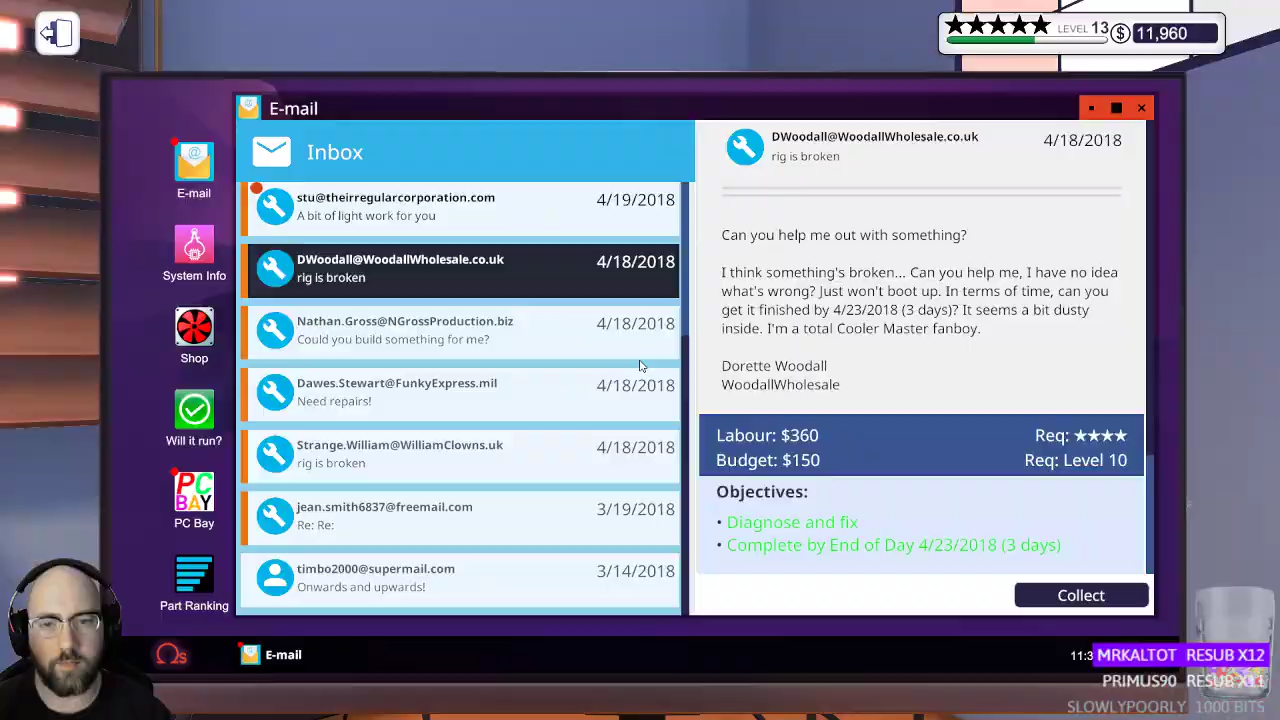 LEVEL 13
$ 11,960
E-mail
Inbox
DWoodall@WoodallWholesale.co.uk
4/18/2018
rig is broken
E-mail
System Info
Shop
Will it run?
PC BAY
PC Bay
Part Ranking
stu@theirregularcorporation.com
4/19/2018
A bit of light work for you
DWoodall@WoodallWholesale.co.uk
4/18/2018
rig is broken
Nathan.Gross@NGrossProduction.biz
4/18/2018
Could you build something for me?
Dawes.Stewart@FunkyExpress.mil
4/18/2018
Need repairs!
Strange.William@WilliamClowns.uk
4/18/2018
rig is broken
jean.smith6837@freemail.com
3/19/2018
Re: Re:
timbo2000@supermail.com
3/14/2018
Onwards and upwards!
Can you help me out with something?
I think something's broken... Can you help me, I have no idea
what's wrong? Just won't boot up. In terms of time, can you
get it finished by 4/23/2018 (3 days)? It seems a bit dusty
inside. I'm a total Cooler Master fanboy.
Dorette Woodall
WoodallWholesale
Labour: $360
Req: ★★★★
Budget: $150
Req: Level 10
Objectives:
• Diagnose and fix
• Complete by End of Day 4/23/2018 (3 days)
Collect
Ωs
E-mail
11:3
MRKALTOT RESUB X12
PRIMUS90 RESUB X11
SLOWLYPOORLY 1000 BITS